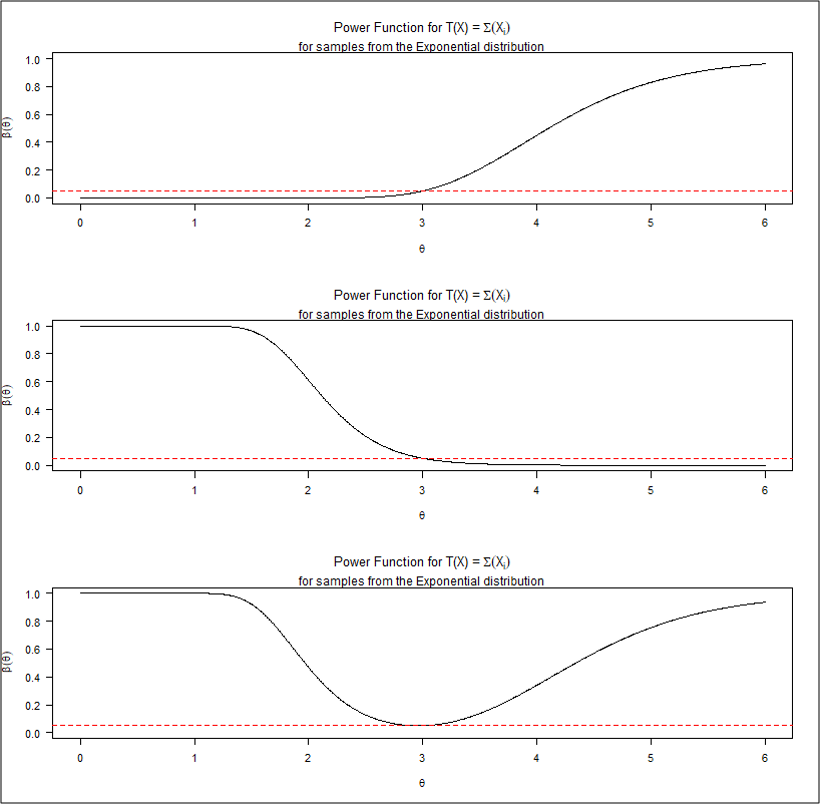 Power Function for T(X) = Σ(Xᵢ)
for samples from the Exponential distribution
1.0
0.8
0.6
0.4
0.2
0.0
β(θ)
0 1 2 3 4 5 6
θ
Power Function for T(X) = Σ(Xᵢ)
for samples from the Exponential distribution
1.0
0.8
0.6
0.4
0.2
0.0
β(θ)
0 1 2 3 4 5 6
θ
Power Function for T(X) = Σ(Xᵢ)
for samples from the Exponential distribution
1.0
0.8
0.6
0.4
0.2
0.0
β(θ)
0 1 2 3 4 5 6
θ